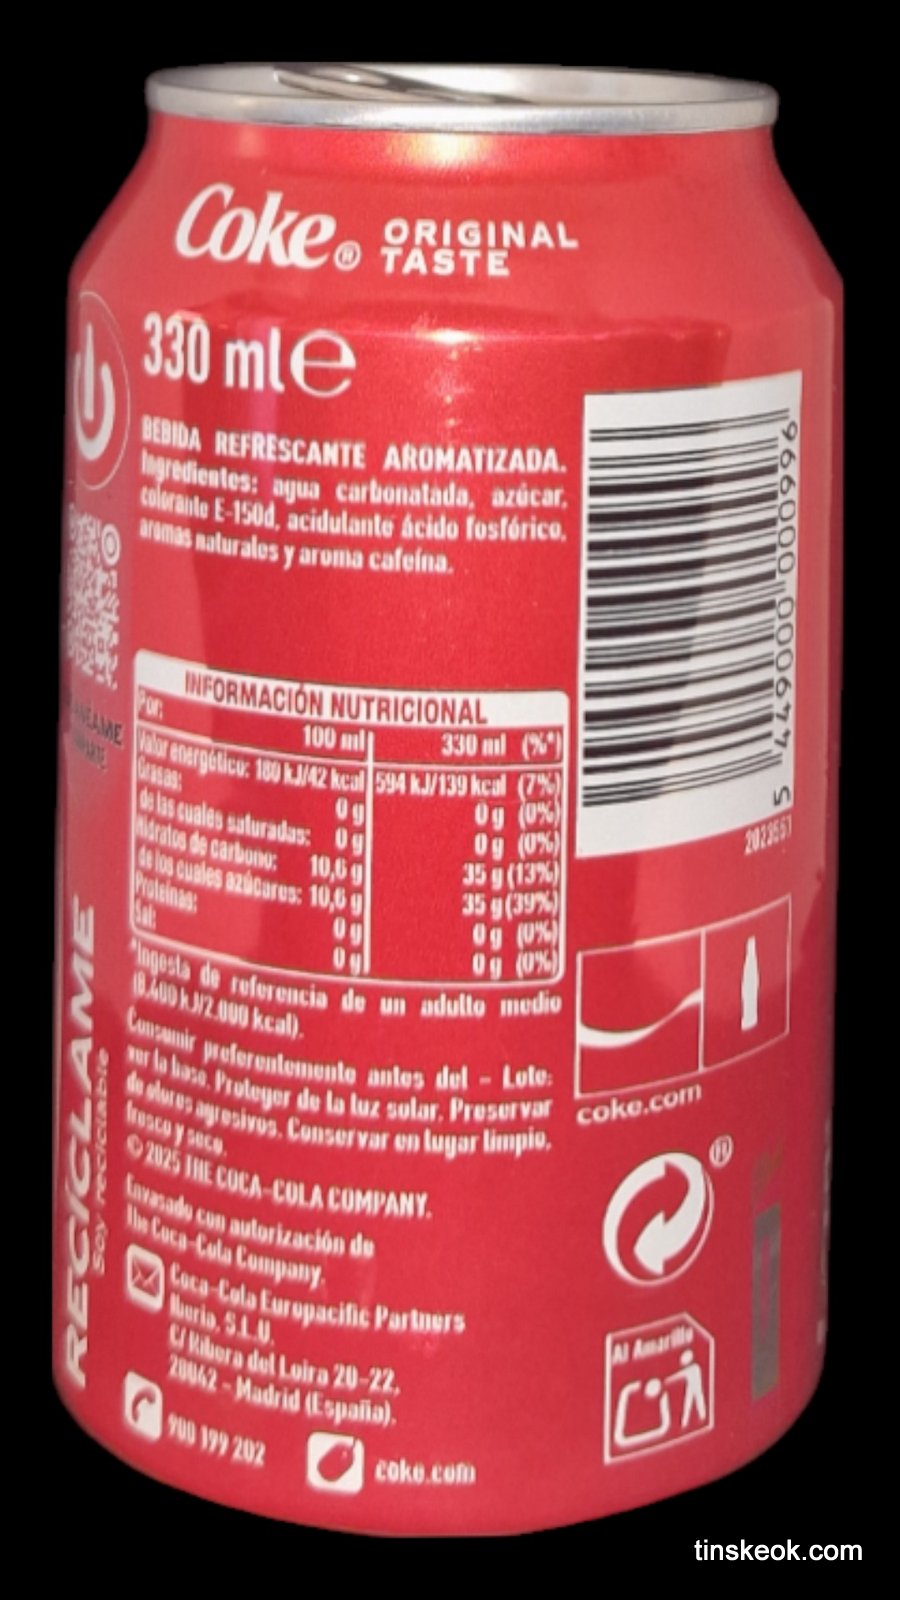 Coke® ORIGINAL TASTE
330 ml e
BEBIDA REFRESCANTE AROMATIZADA.
Ingredientes: agua carbonatada, azúcar,
colorante E-150d, acidulante ácido fosfórico,
aromas naturales y aroma cafeína.
INFORMACIÓN NUTRICIONAL
Por: 100 ml 330 ml (%*)
Valor energético: 180 kJ/42 kcal 594 kJ/139 kcal (7%)
Grasas: 0 g 0 g (0%)
de las cuales saturadas: 0 g 0 g (0%)
Hidratos de carbono: 10,6 g 35 g (13%)
de los cuales azúcares: 10,6 g 35 g (39%)
Proteínas: 0 g 0 g (0%)
Sal: 0 g 0 g (0%)
*Ingesta de referencia de un adulto medio
(8.400 kJ/2.000 kcal).
Consumir preferentemente antes del - Lote:
ver la base. Proteger de la luz solar. Preservar
de olores agresivos. Conservar en lugar limpio,
fresco y seco.
© 2025 THE COCA-COLA COMPANY.
Envasado con autorización de
The Coca-Cola Company.
Coca-Cola Europacific Partners
Iberia, S.L.U.
C/ Ribera del Loira 20-22,
28042 - Madrid (España).
900 199 202
coke.com
RECÍCLAME
Soy reciclable
5 449000 000996
coke.com
®
Al Amarillo
tinskeok.com